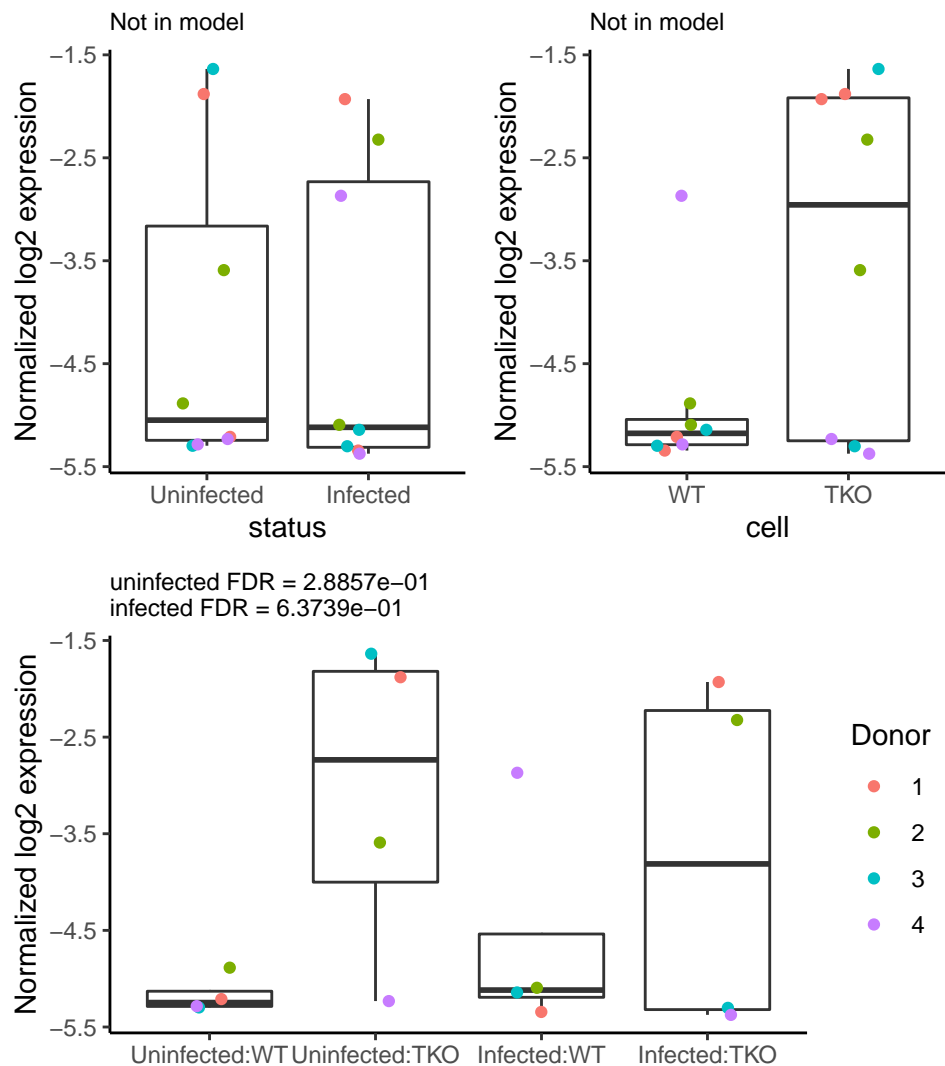 Not in model
Normalized log2 expression
−1.5
−2.5
−3.5
−4.5
−5.5
Uninfected
Infected
status
Not in model
Normalized log2 expression
−1.5
−2.5
−3.5
−4.5
−5.5
WT
TKO
cell
uninfected FDR = 2.8857e−01
infected FDR = 6.3739e−01
Normalized log2 expression
−1.5
−2.5
−3.5
−4.5
−5.5
Uninfected:WT
Uninfected:TKO
Infected:WT
Infected:TKO
Donor
1
2
3
4